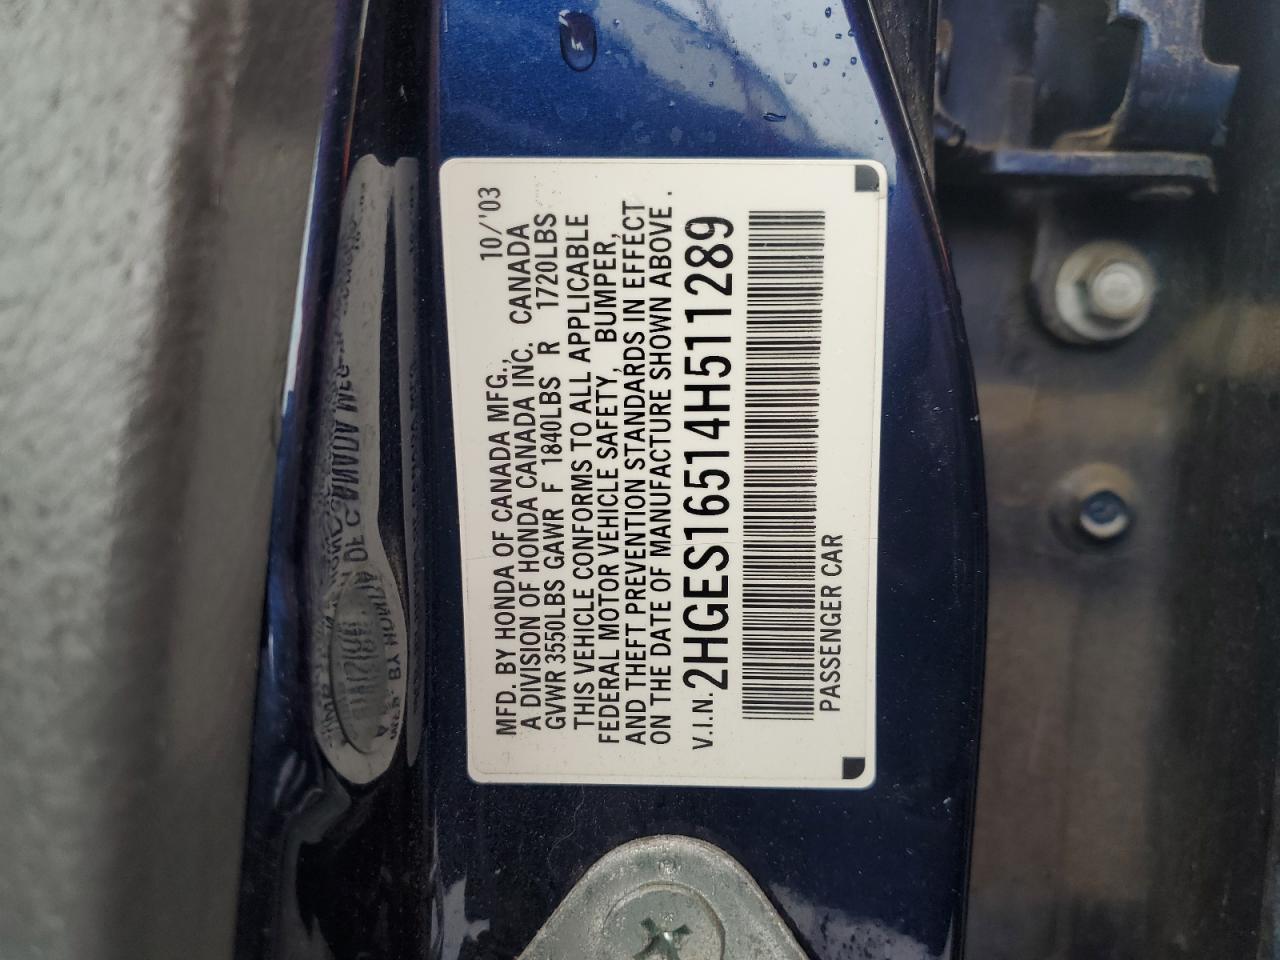 10/'03
MFD. BY HONDA OF CANADA MFG.,
A DIVISION OF HONDA CANADA INC. CANADA
GVWR 3550LBS GAWR F 1840LBS R 1720LBS
THIS VEHICLE CONFORMS TO ALL APPLICABLE
FEDERAL MOTOR VEHICLE SAFETY, BUMPER,
AND THEFT PREVENTION STANDARDS IN EFFECT
ON THE DATE OF MANUFACTURE SHOWN ABOVE.
V.I.N. 2HGES16514H511289
PASSENGER CAR